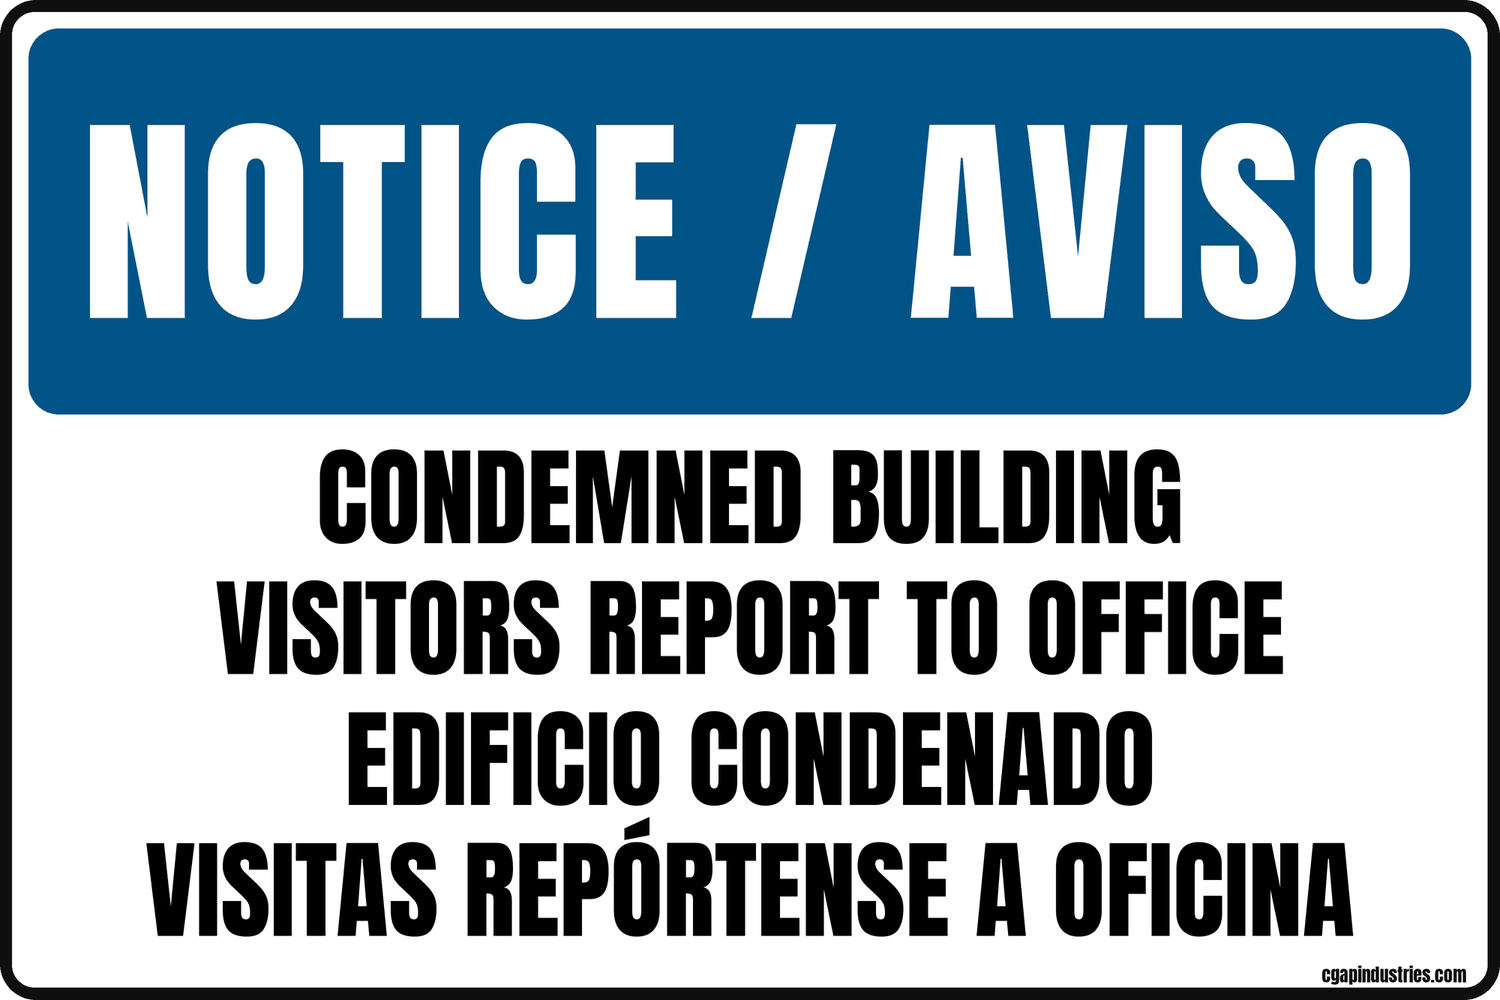 NOTICE / AVISO
CONDEMNED BUILDING
VISITORS REPORT TO OFFICE
EDIFICIO CONDENADO
VISITAS REPÓRTENSE A OFICINA
cgapindustries.com